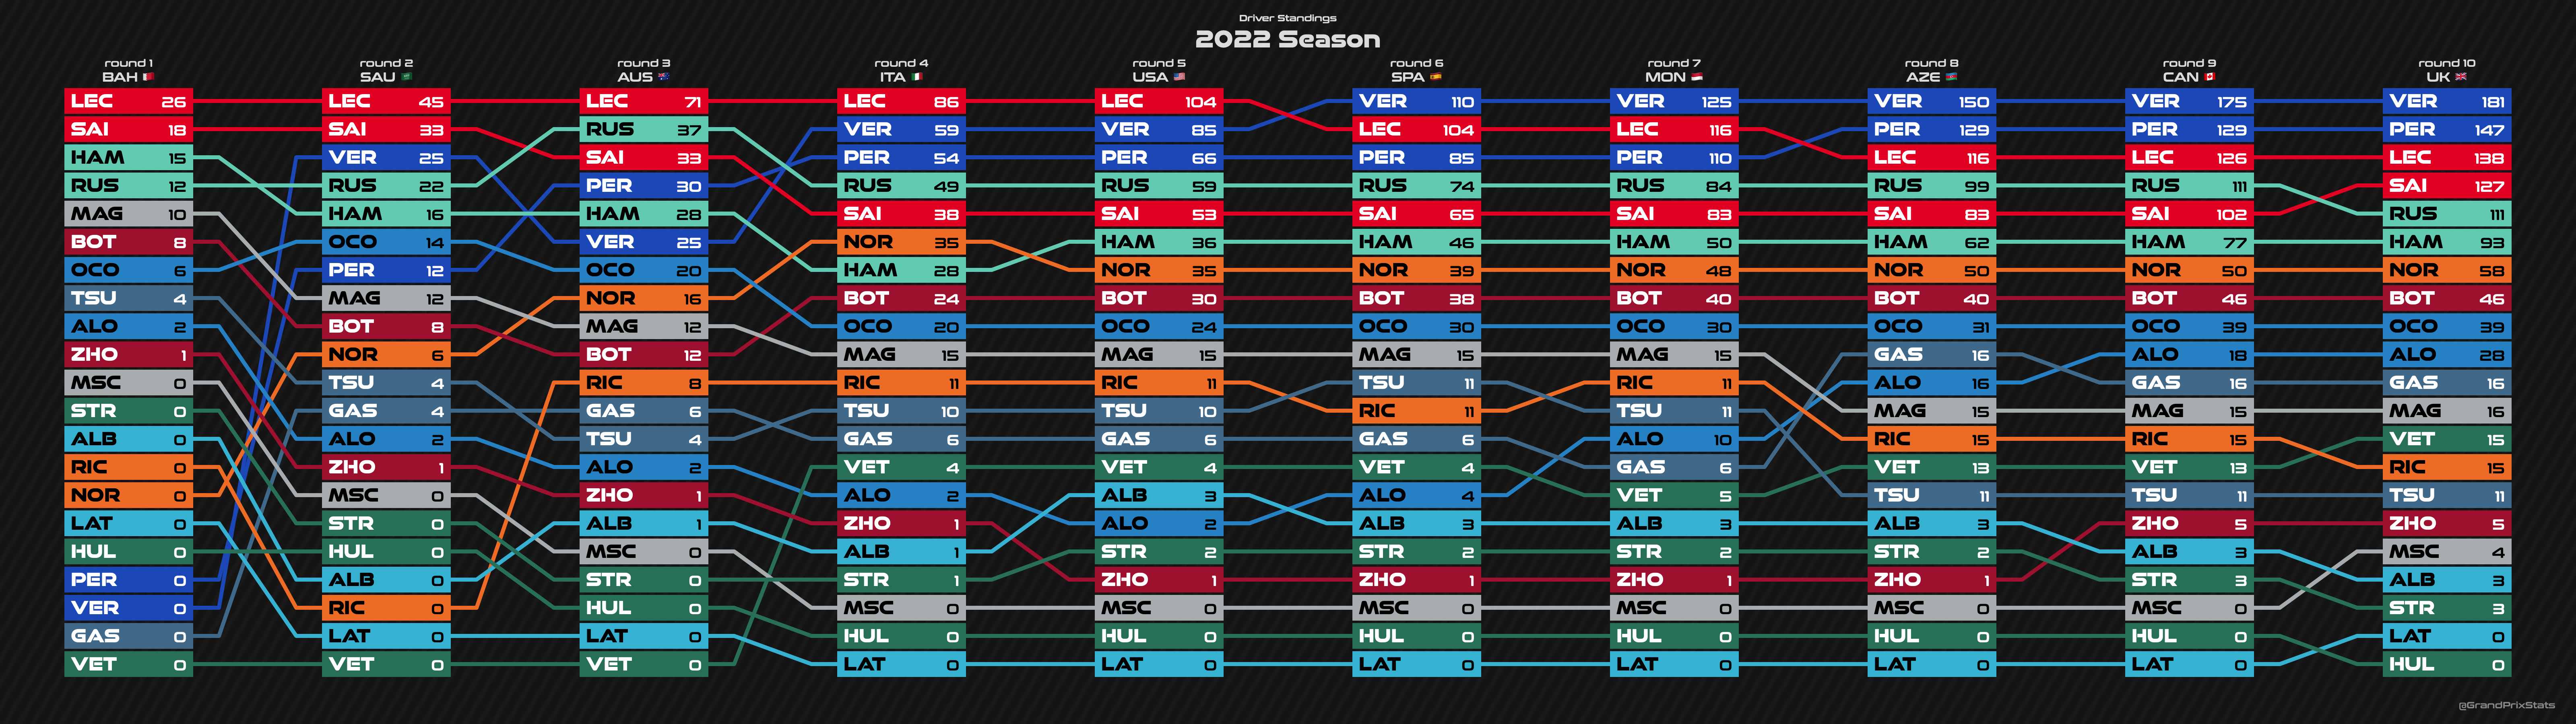 Driver Standings
2022 Season
round 1 round 2 round 3 round 4 round 5 round 6 round 7 round 8 round 9 round 10
BAH SAU AUS ITA USA SPA MON AZE CAN UK
LEC 26 LEC 45 LEC 71 LEC 86 LEC 104 VER 110 VER 125 VER 150 VER 175 VER 181
SAI 18 SAI 33 RUS 37 VER 59 VER 85 LEC 104 LEC 116 PER 129 PER 129 PER 147
HAM 15 VER 25 SAI 33 PER 54 PER 66 PER 85 PER 110 LEC 116 LEC 126 LEC 138
RUS 12 RUS 22 PER 30 RUS 49 RUS 59 RUS 74 RUS 84 RUS 99 RUS 111 SAI 127
MAG 10 HAM 16 HAM 28 SAI 38 SAI 53 SAI 65 SAI 83 SAI 83 SAI 102 RUS 111
BOT 8 OCO 14 VER 25 NOR 35 HAM 36 HAM 46 HAM 50 HAM 62 HAM 77 HAM 93
OCO 6 PER 12 OCO 20 HAM 28 NOR 35 NOR 39 NOR 48 NOR 50 NOR 50 NOR 58
TSU 4 MAG 12 NOR 16 BOT 24 BOT 30 BOT 38 BOT 40 BOT 40 BOT 46 BOT 46
ALO 2 BOT 8 MAG 12 OCO 20 OCO 24 OCO 30 OCO 30 OCO 31 OCO 39 OCO 39
ZHO 1 NOR 6 BOT 12 MAG 15 MAG 15 MAG 15 MAG 15 GAS 16 ALO 18 ALO 28
MSC 0 TSU 4 RIC 8 RIC 11 RIC 11 TSU 11 RIC 11 ALO 16 GAS 16 GAS 16
STR 0 GAS 4 GAS 6 TSU 10 TSU 10 RIC 11 TSU 11 MAG 15 MAG 15 MAG 16
ALB 0 ALO 2 TSU 4 GAS 6 GAS 6 GAS 6 ALO 10 RIC 15 RIC 15 VET 15
RIC 0 ZHO 1 ALO 2 VET 4 VET 4 VET 4 GAS 6 VET 13 VET 13 RIC 15
NOR 0 MSC 0 ZHO 1 ALO 2 ALB 3 ALO 4 VET 5 TSU 11 TSU 11 TSU 11
LAT 0 STR 0 ALB 1 ZHO 1 ALO 2 ALB 3 ALB 3 ALB 3 ZHO 5 ZHO 5
HUL 0 HUL 0 MSC 0 ALB 1 STR 2 STR 2 STR 2 STR 2 ALB 3 MSC 4
PER 0 ALB 0 STR 0 STR 1 ZHO 1 ZHO 1 ZHO 1 ZHO 1 STR 3 ALB 3
VER 0 RIC 0 HUL 0 MSC 0 MSC 0 MSC 0 MSC 0 MSC 0 MSC 0 STR 3
GAS 0 LAT 0 LAT 0 HUL 0 HUL 0 HUL 0 HUL 0 HUL 0 HUL 0 LAT 0
VET 0 VET 0 VET 0 LAT 0 LAT 0 LAT 0 LAT 0 LAT 0 LAT 0 HUL 0
@GrandPrixStats